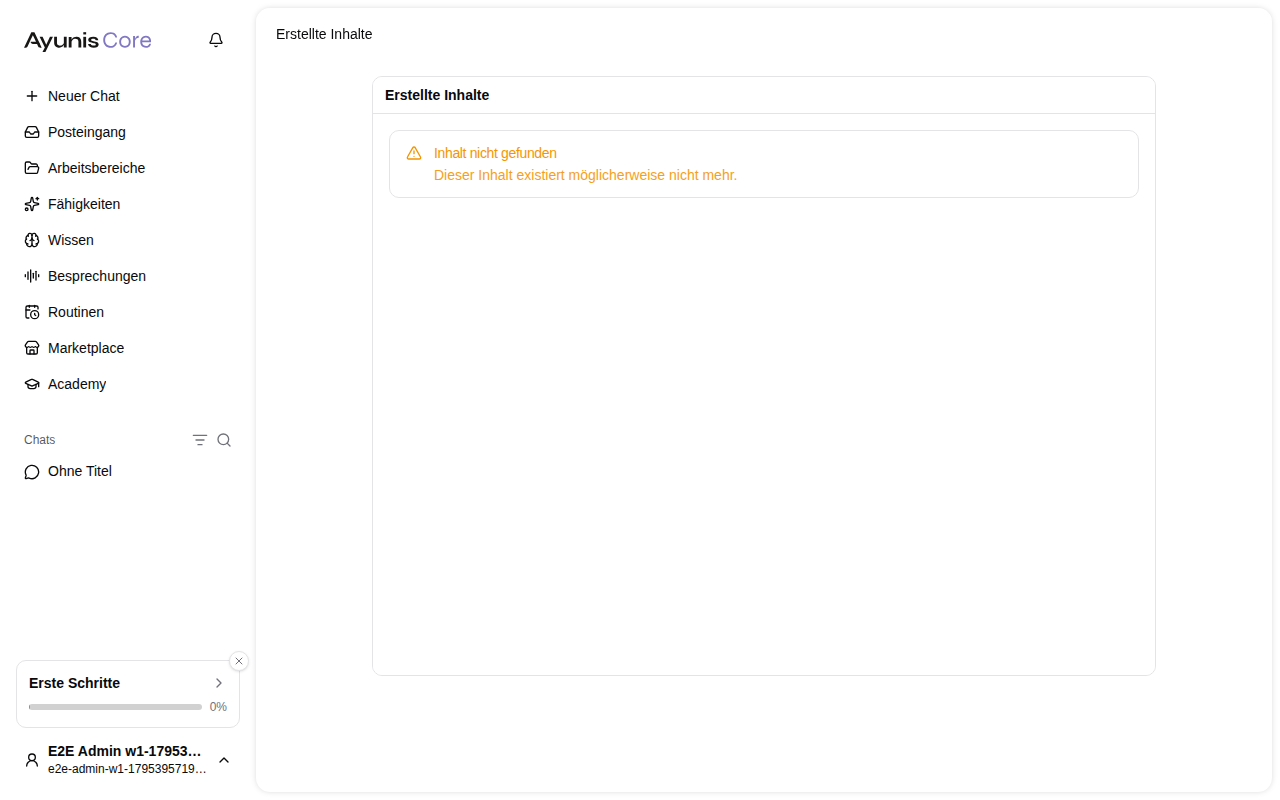 Ayunis Core
Neuer Chat
Posteingang
Arbeitsbereiche
Fähigkeiten
Wissen
Besprechungen
Routinen
Marketplace
Academy
Chats
Ohne Titel
Erste Schritte
0%
E2E Admin w1-17953…
e2e-admin-w1-1795395719…
Erstellte Inhalte
Erstellte Inhalte
Inhalt nicht gefunden
Dieser Inhalt existiert möglicherweise nicht mehr.